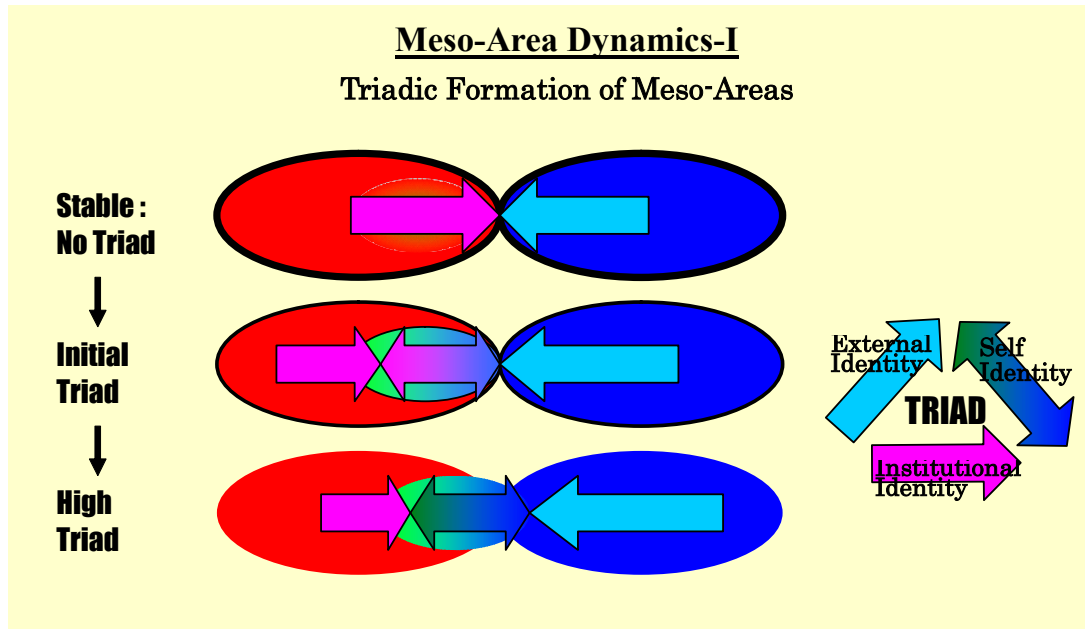 Meso-Area Dynamics-I
Triadic Formation of Meso-Areas
Stable :
No Triad
Initial
Triad
High
Triad
External
Identity
Self
Identity
TRIAD
Institutional
Identity